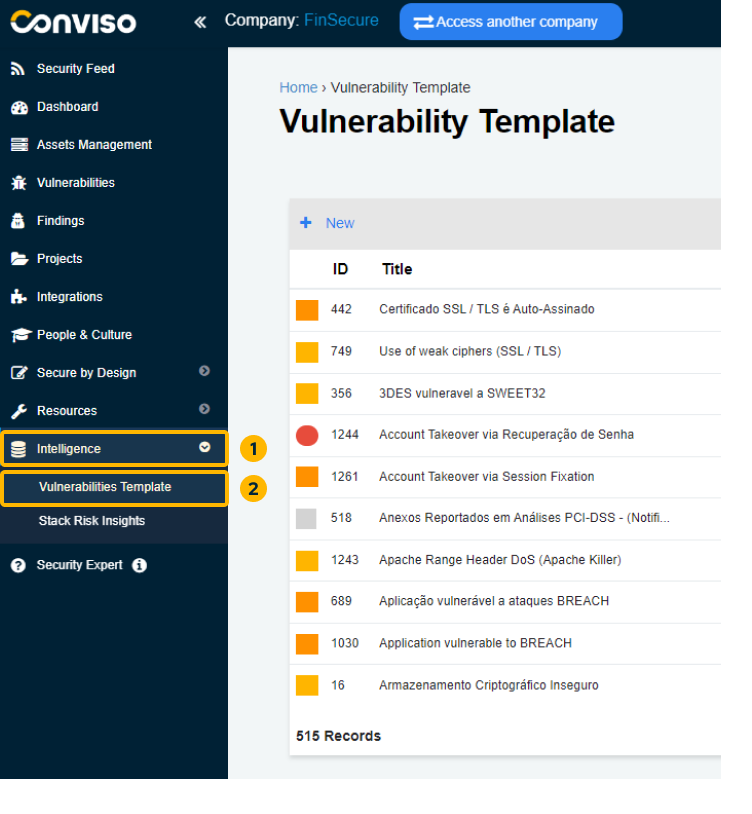 Conviso
« Company: FinSecure Access another company
Security Feed
Dashboard
Assets Management
Vulnerabilities
Findings
Projects
Integrations
People & Culture
Secure by Design
Resources
Intelligence
1
Vulnerabilities Template
2
Stack Risk Insights
Security Expert
Home › Vulnerability Template
Vulnerability Template
+ New
ID Title
442 Certificado SSL / TLS é Auto-Assinado
749 Use of weak ciphers (SSL / TLS)
356 3DES vulneravel a SWEET32
1244 Account Takeover via Recuperação de Senha
1261 Account Takeover via Session Fixation
518 Anexos Reportados em Análises PCI-DSS - (Notifi...
1243 Apache Range Header DoS (Apache Killer)
689 Aplicação vulnerável a ataques BREACH
1030 Application vulnerable to BREACH
16 Armazenamento Criptográfico Inseguro
515 Records